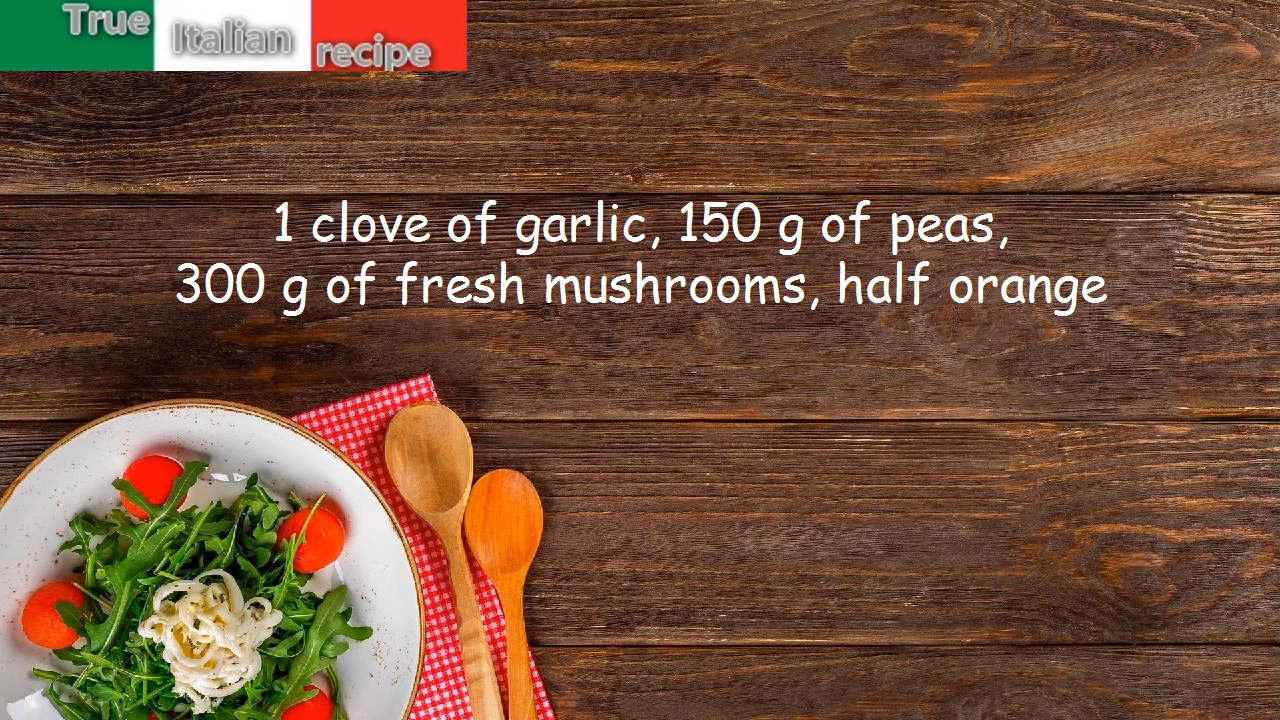 True Italian recipe
1 clove of garlic, 150 g of peas,
300 g of fresh mushrooms, half orange